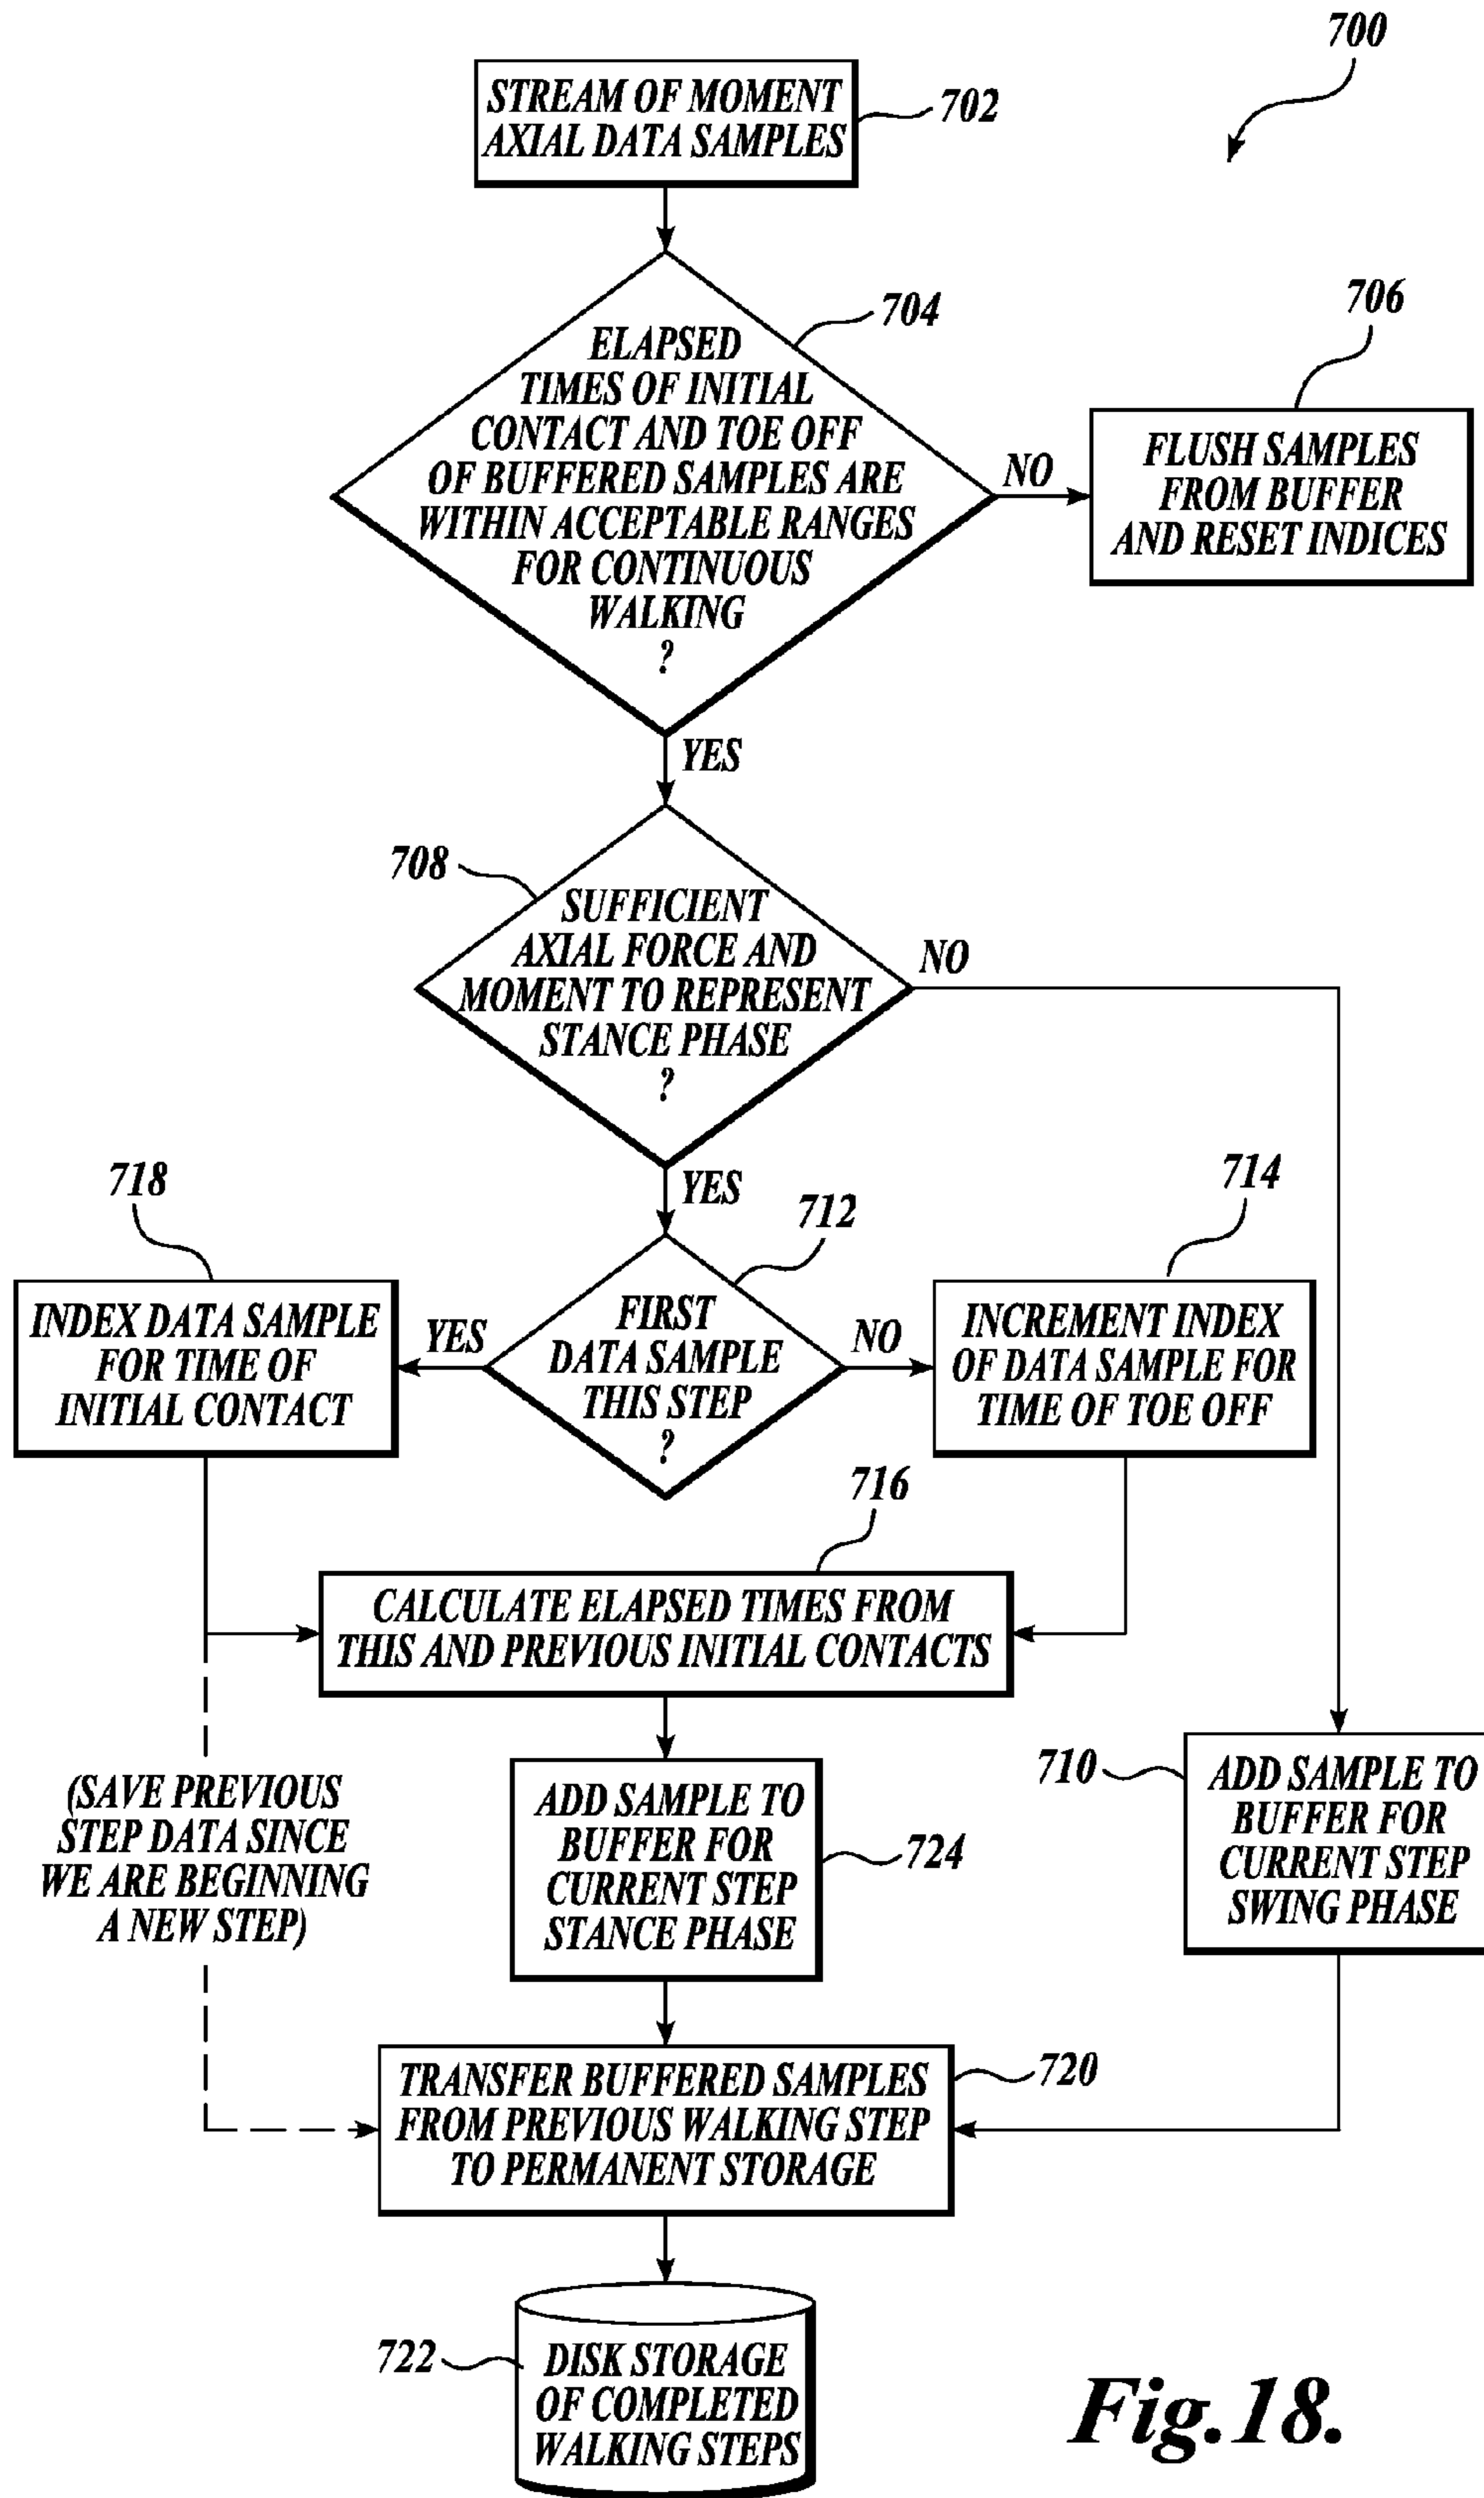 700
STREAM OF MOMENT
AXIAL DATA SAMPLES
702
704
706
ELAPSED
TIMES OF INITIAL
CONTACT AND TOE OFF
OF BUFFERED SAMPLES ARE
WITHIN ACCEPTABLE RANGES
FOR CONTINUOUS
WALKING
?
NO
FLUSH SAMPLES
FROM BUFFER
AND RESET INDICES
YES
708
SUFFICIENT
AXIAL FORCE AND
MOMENT TO REPRESENT
STANCE PHASE
?
NO
YES
718
712
714
INDEX DATA SAMPLE
FOR TIME OF
INITIAL CONTACT
YES
FIRST
DATA SAMPLE
THIS STEP
?
NO
INCREMENT INDEX
OF DATA SAMPLE FOR
TIME OF TOE OFF
716
CALCULATE ELAPSED TIMES FROM
THIS AND PREVIOUS INITIAL CONTACTS
(SAVE PREVIOUS
STEP DATA SINCE
WE ARE BEGINNING
A NEW STEP)
ADD SAMPLE TO
BUFFER FOR
CURRENT STEP
STANCE PHASE
724
710
ADD SAMPLE TO
BUFFER FOR
CURRENT STEP
SWING PHASE
TRANSFER BUFFERED SAMPLES
FROM PREVIOUS WALKING STEP
TO PERMANENT STORAGE
720
722
DISK STORAGE
OF COMPLETED
WALKING STEPS
Fig.18.